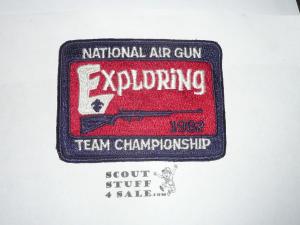 NATIONAL AIR GUN
EXPLORING
1982
TEAM CHAMPIONSHIP
SCOUT
STUFF
4 SALE.COM